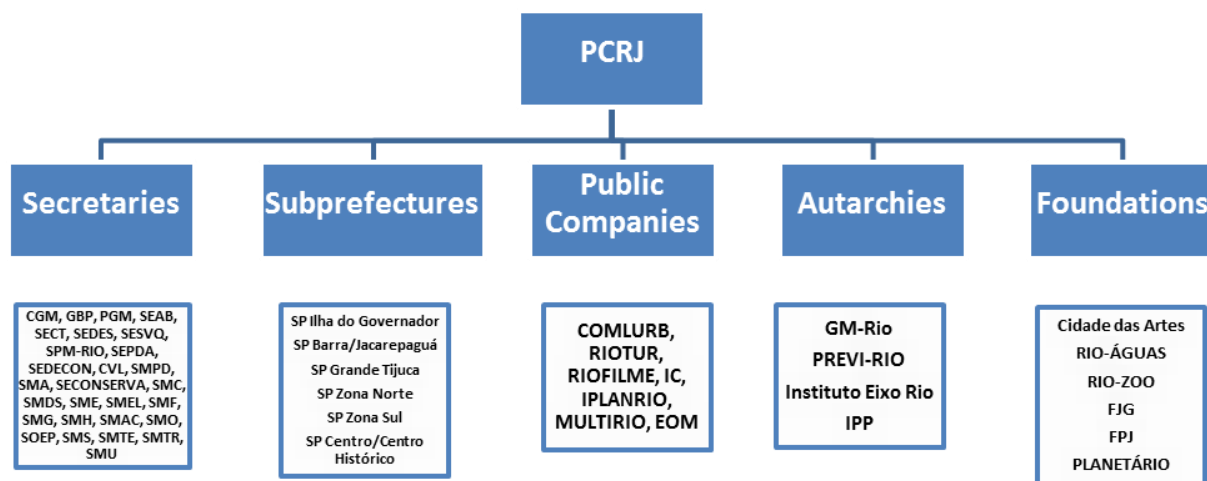 PCRJ
Secretaries
Subprefectures
Public
Companies
Autarchies
Foundations
CGM, GBP, PGM, SEAB,
SECT, SEDES, SESVQ,
SPM-RIO, SEPDA,
SEDECON, CVL, SMPD,
SMA, SECONSERVA, SMC,
SMDS, SME, SMEL, SMF,
SMG, SMH, SMAC, SMO,
SOEP, SMS, SMTE, SMTR,
SMU
SP Ilha do Governador
SP Barra/Jacarepaguá
SP Grande Tijuca
SP Zona Norte
SP Zona Sul
SP Centro/Centro
Histórico
COMLURB,
RIOTUR,
RIOFILME, IC,
IPLANRIO,
MULTIRIO, EOM
GM-Rio
PREVI-RIO
Instituto Eixo Rio
IPP
Cidade das Artes
RIO-ÁGUAS
RIO-ZOO
FJG
FPJ
PLANETÁRIO